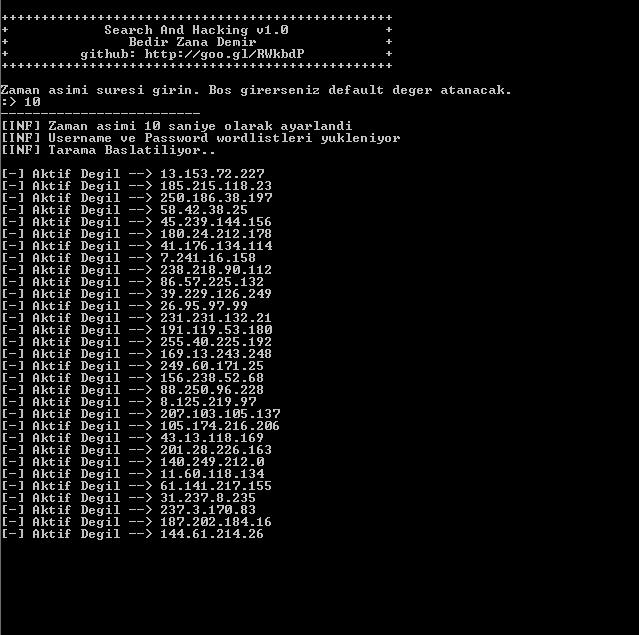 +++++++++++++++++++++++++++++++++++++++++++++++++
+ Search And Hacking v1.0 +
+ Bedir Zana Demir +
+ github: http://goo.gl/RWkbdP +
+++++++++++++++++++++++++++++++++++++++++++++++++
Zaman asimi suresi girin. Bos girerseniz default deger atanacak.
:> 10
-------------------------
[INF] Zaman asimi 10 saniye olarak ayarlandi
[INF] Username ve Password wordlistleri yukleniyor
[INF] Tarama Baslatiliyor..
[-] Aktif Degil --> 13.153.72.227
[-] Aktif Degil --> 185.215.118.23
[-] Aktif Degil --> 250.186.38.197
[-] Aktif Degil --> 58.42.38.25
[-] Aktif Degil --> 45.239.144.156
[-] Aktif Degil --> 180.24.212.178
[-] Aktif Degil --> 41.176.134.114
[-] Aktif Degil --> 7.241.16.158
[-] Aktif Degil --> 238.218.90.112
[-] Aktif Degil --> 86.57.225.132
[-] Aktif Degil --> 39.229.126.249
[-] Aktif Degil --> 26.95.97.99
[-] Aktif Degil --> 231.231.132.21
[-] Aktif Degil --> 191.119.53.180
[-] Aktif Degil --> 255.40.225.192
[-] Aktif Degil --> 169.13.243.248
[-] Aktif Degil --> 249.60.171.25
[-] Aktif Degil --> 156.238.52.68
[-] Aktif Degil --> 88.250.96.228
[-] Aktif Degil --> 8.125.219.97
[-] Aktif Degil --> 207.103.105.137
[-] Aktif Degil --> 105.174.216.206
[-] Aktif Degil --> 43.13.118.169
[-] Aktif Degil --> 201.28.226.163
[-] Aktif Degil --> 140.249.212.0
[-] Aktif Degil --> 11.60.118.134
[-] Aktif Degil --> 61.141.217.155
[-] Aktif Degil --> 31.237.8.235
[-] Aktif Degil --> 237.3.170.83
[-] Aktif Degil --> 187.202.184.16
[-] Aktif Degil --> 144.61.214.26